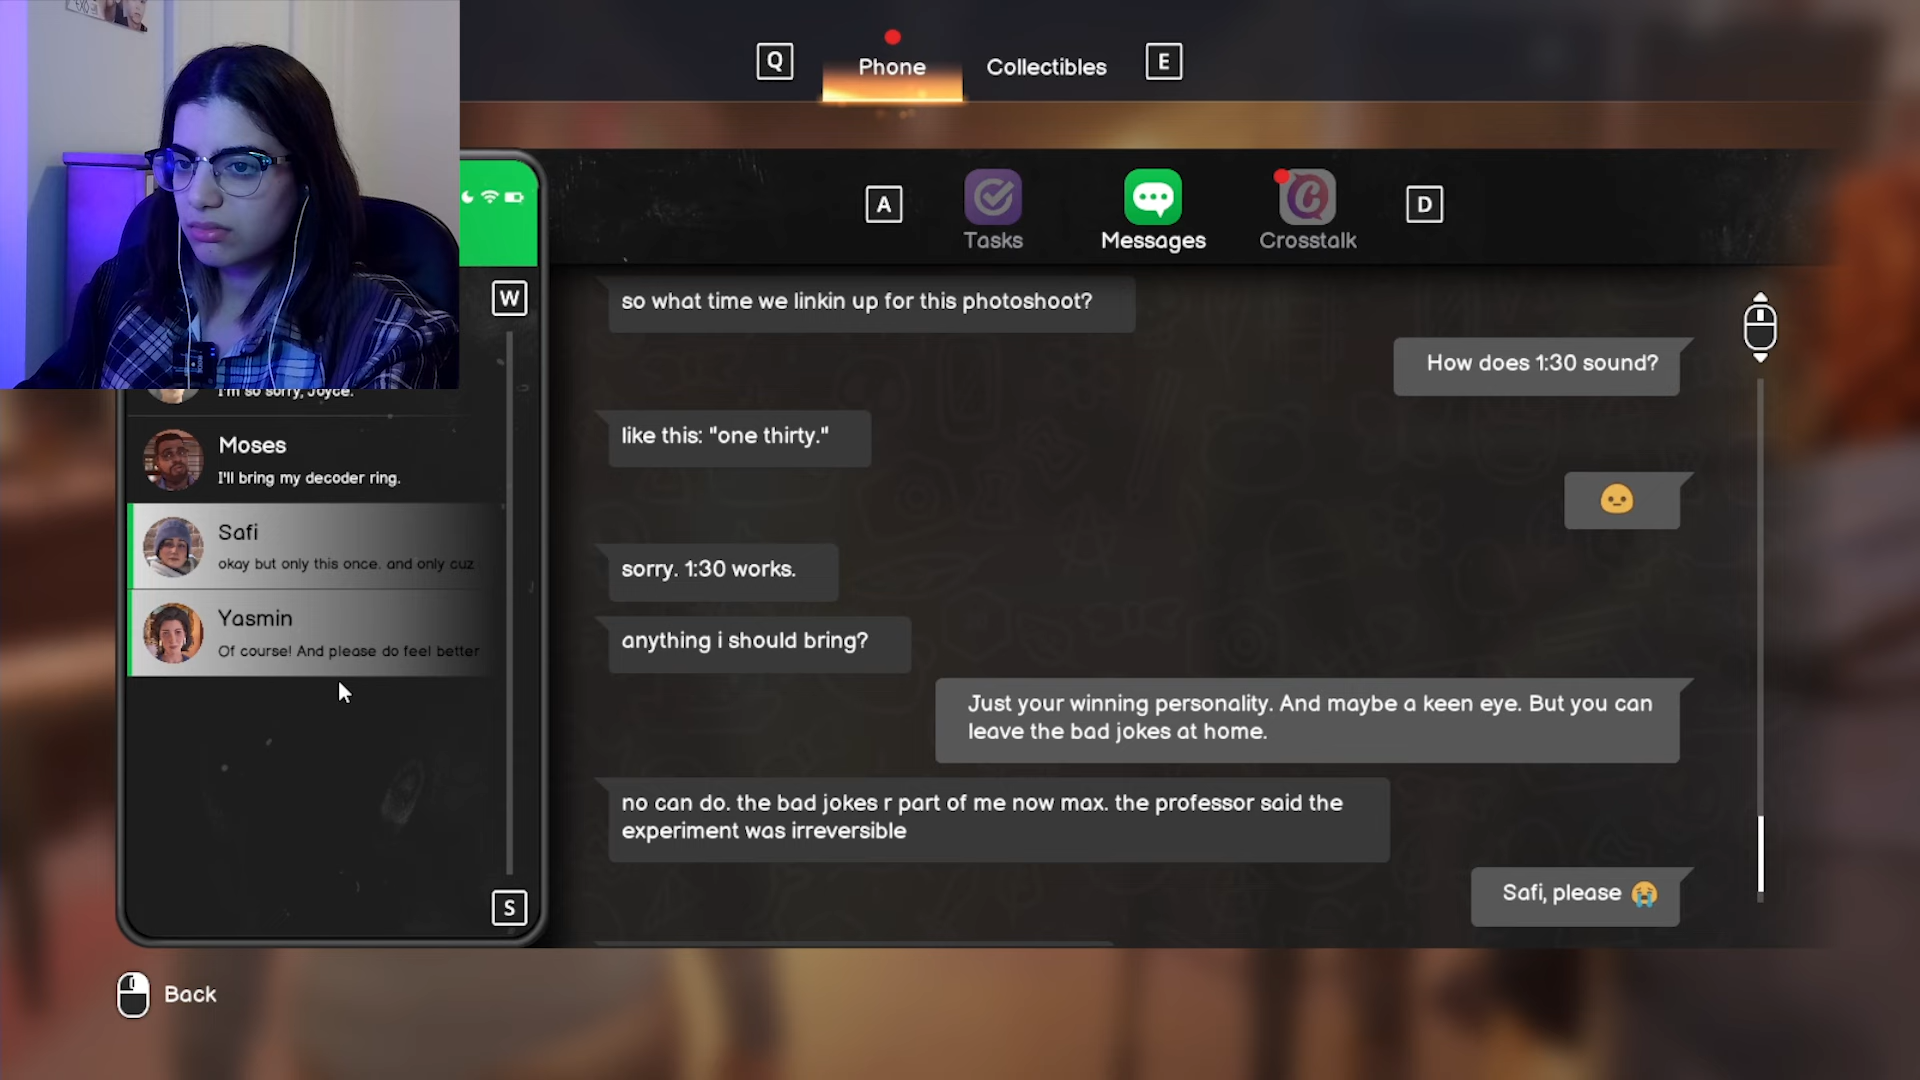 Q
Phone
Collectibles
E
A
Tasks
Messages
Crosstalk
D
W
I'm so sorry, Joyce.
Moses
I'll bring my decoder ring.
Safi
okay but only this once. and only cuz
Yasmin
Of course! And please do feel better
S
so what time we linkin up for this photoshoot?
How does 1:30 sound?
like this: "one thirty."
sorry. 1:30 works.
anything i should bring?
Just your winning personality. And maybe a keen eye. But you can
leave the bad jokes at home.
no can do. the bad jokes r part of me now max. the professor said the
experiment was irreversible
Safi, please 😭
Back